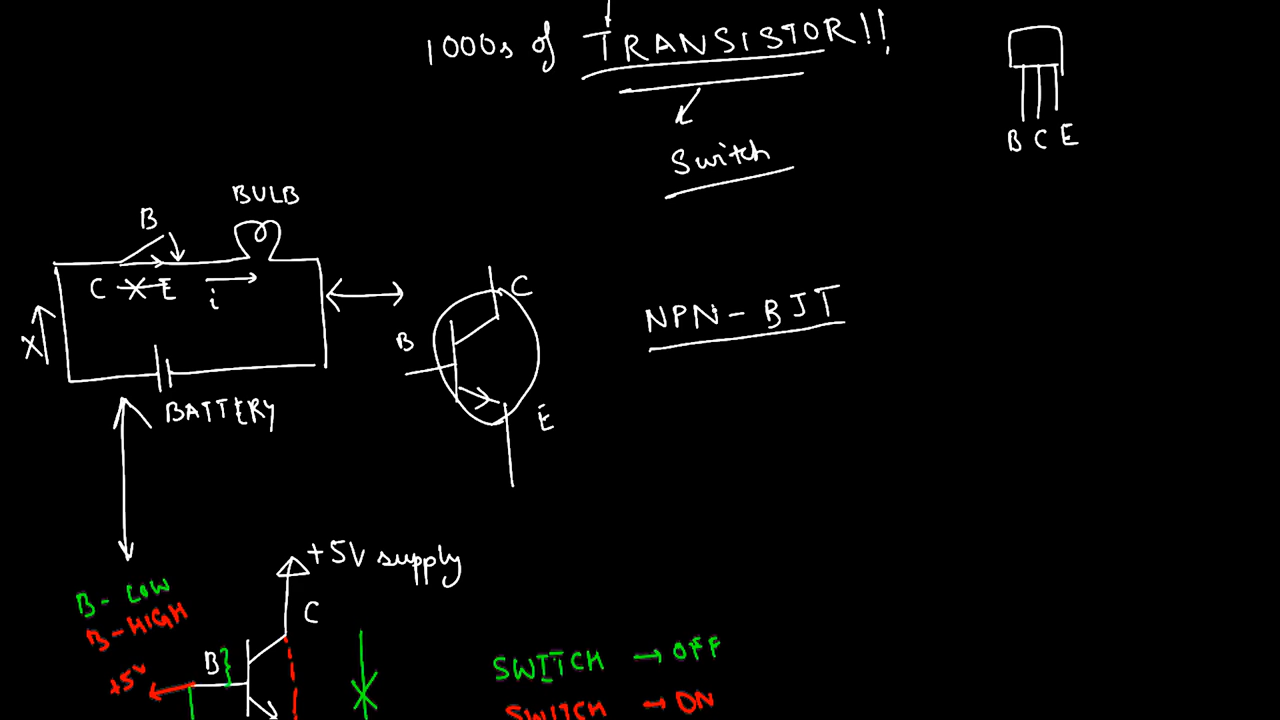 1000s of TRANSISTOR!!
Switch
B C E
BULB
B
C E
i
X
BATTERY
C
B
E
NPN-BJT
+5V supply
C
B- LOW
B-HIGH
+5V
B
SWITCH → OFF
SWITCH → ON